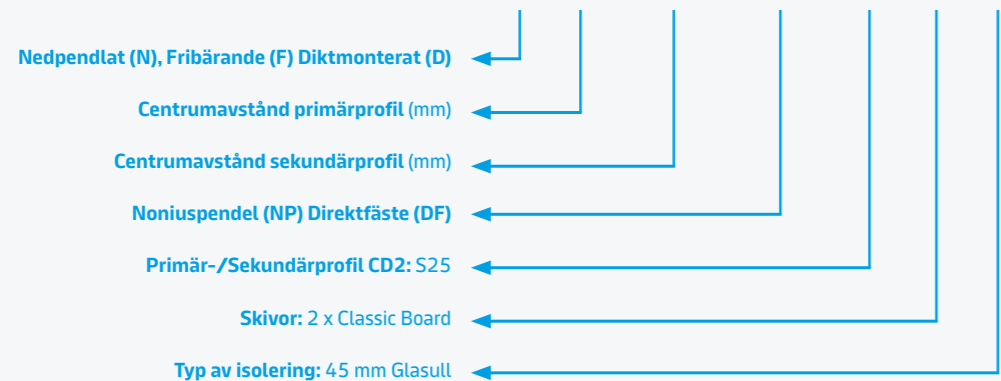 Nedpendlat (N), Fribärande (F) Diktmonterat (D)
Centrumavstånd primärprofil (mm)
Centrumavstånd sekundärprofil (mm)
Noniuspendel (NP) Direktfäste (DF)
Primär-/Sekundärprofil CD2: S25
Skivor: 2 x Classic Board
Typ av isolering: 45 mm Glasull